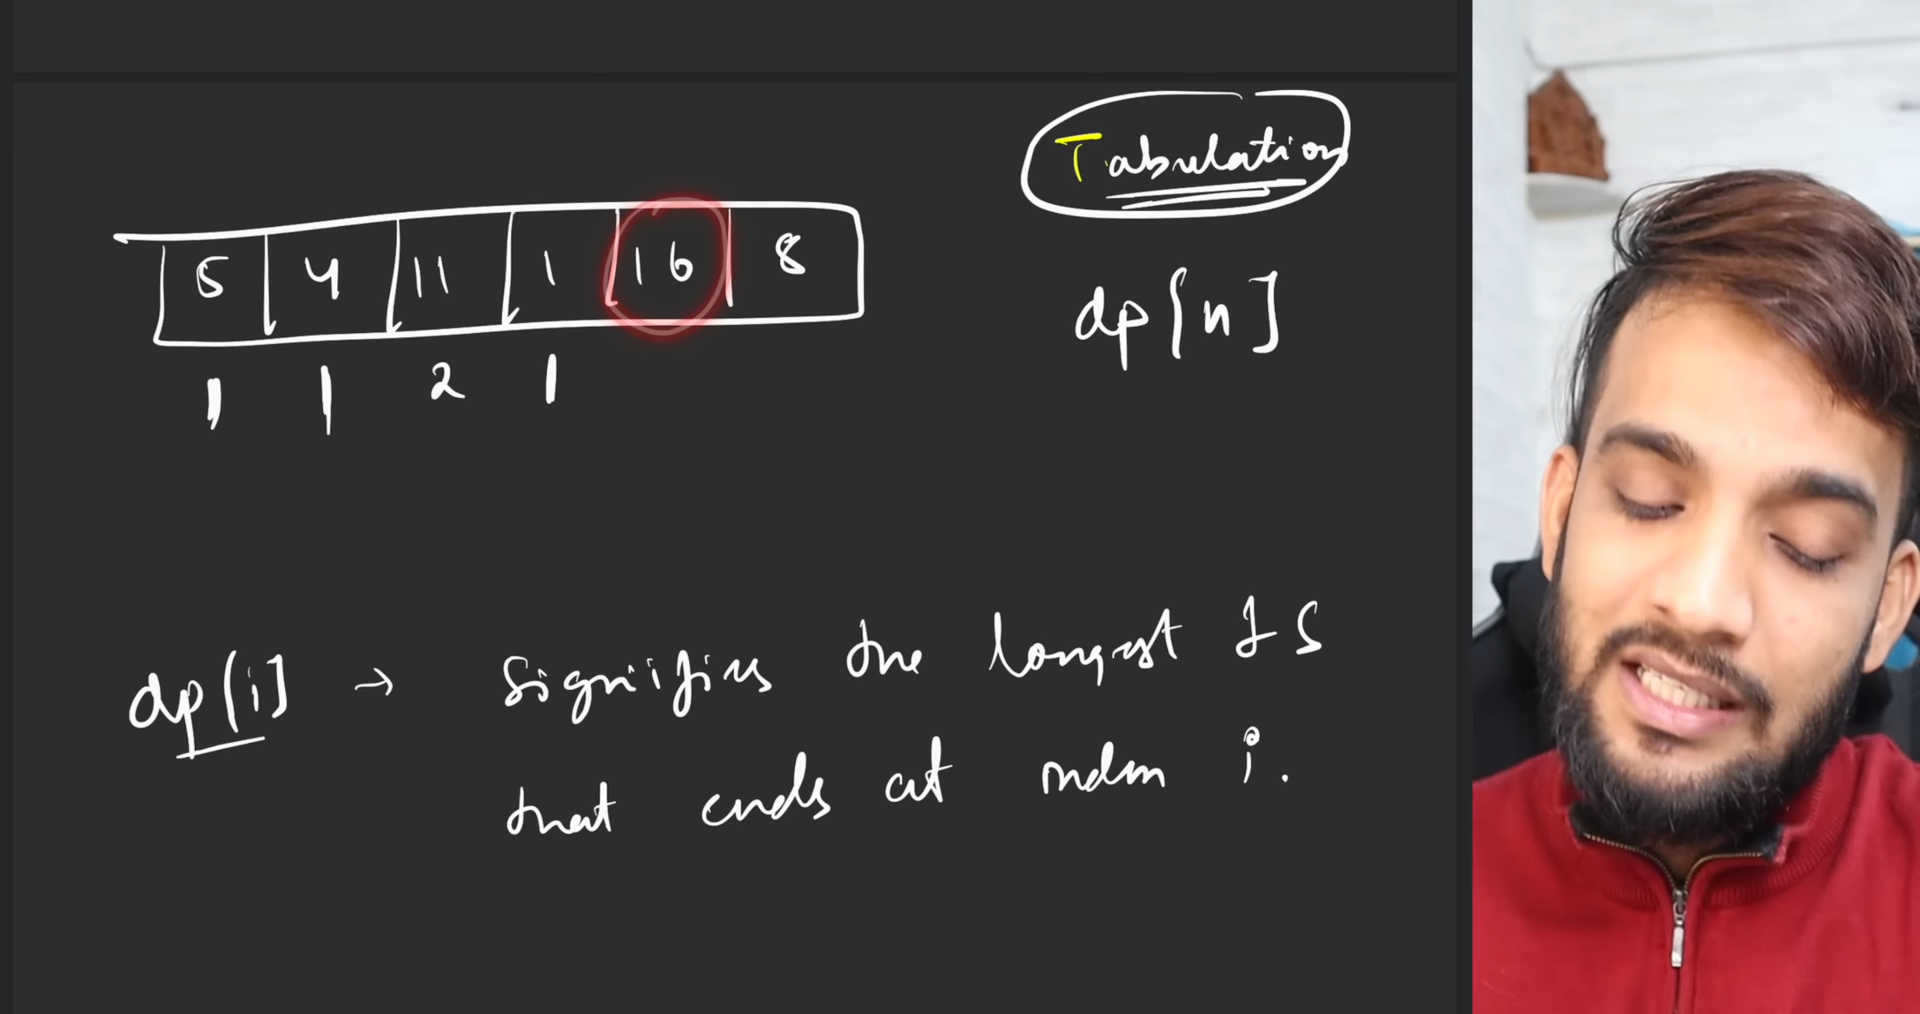 Tabulation
5 4 11 1 16 8
dp[n]
1 1 2 1
dp[i] → Signifies the longest IS
that ends at index i.